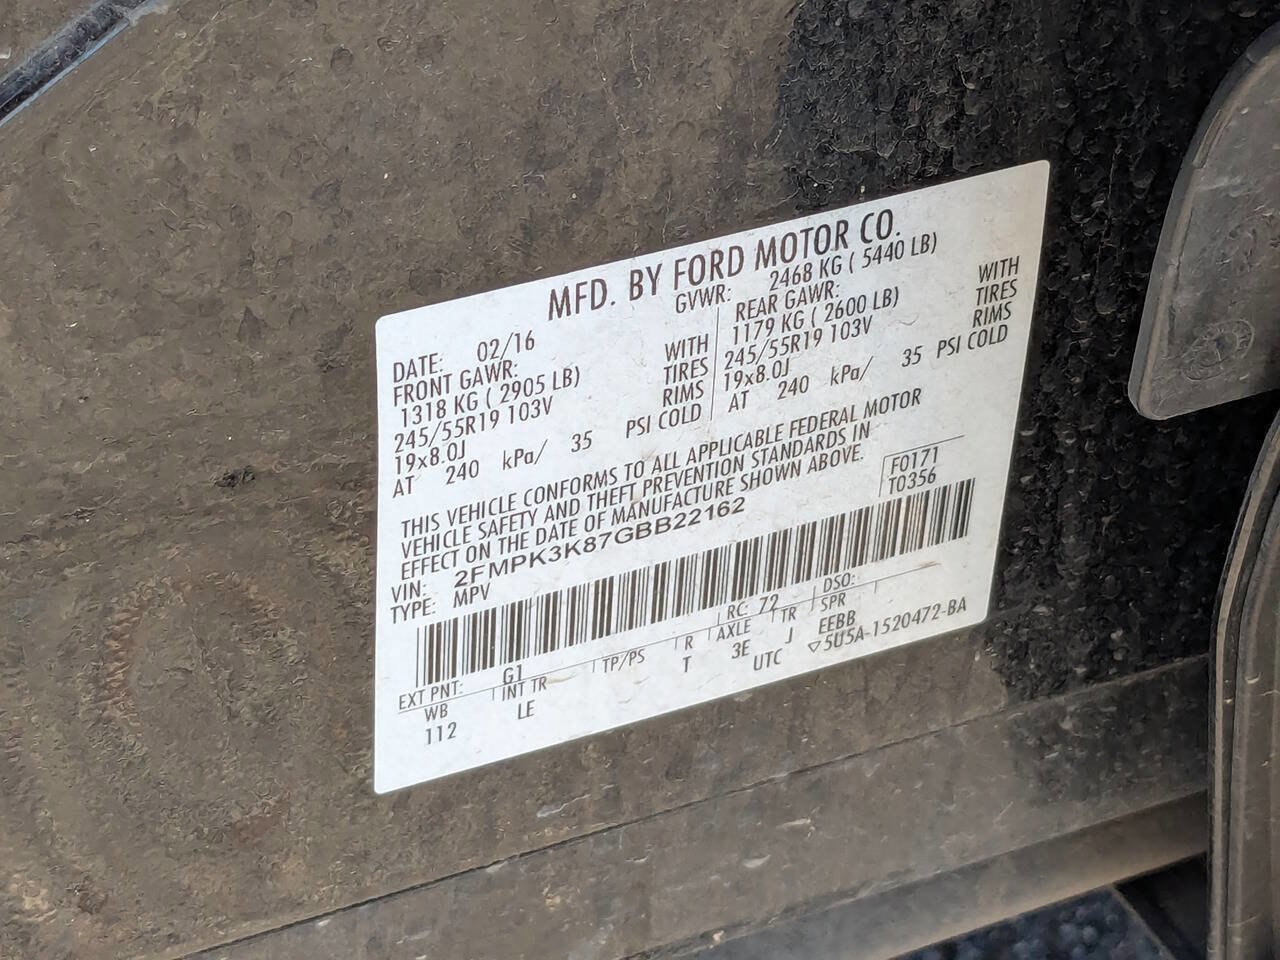 MFD. BY FORD MOTOR CO.
DATE: 02/16 GVWR: 2468 KG ( 5440 LB)
FRONT GAWR: REAR GAWR:
1318 KG ( 2905 LB) WITH 1179 KG ( 2600 LB) WITH
245/55R19 103V TIRES 245/55R19 103V TIRES
19x8.0J RIMS 19x8.0J RIMS
AT 240 kPa/ 35 PSI COLD AT 240 kPa/ 35 PSI COLD
THIS VEHICLE CONFORMS TO ALL APPLICABLE FEDERAL MOTOR
VEHICLE SAFETY AND THEFT PREVENTION STANDARDS IN
EFFECT ON THE DATE OF MANUFACTURE SHOWN ABOVE.
VIN: 2FMPK3K87GBB22162 F0171
TYPE: MPV T0356
EXT PNT: G1 RC: 72 DSO:
WB INT TR TP/PS R AXLE TR SPR
112 LE T 3E J EEBB
UTC ▽5U5A-1520472-BA